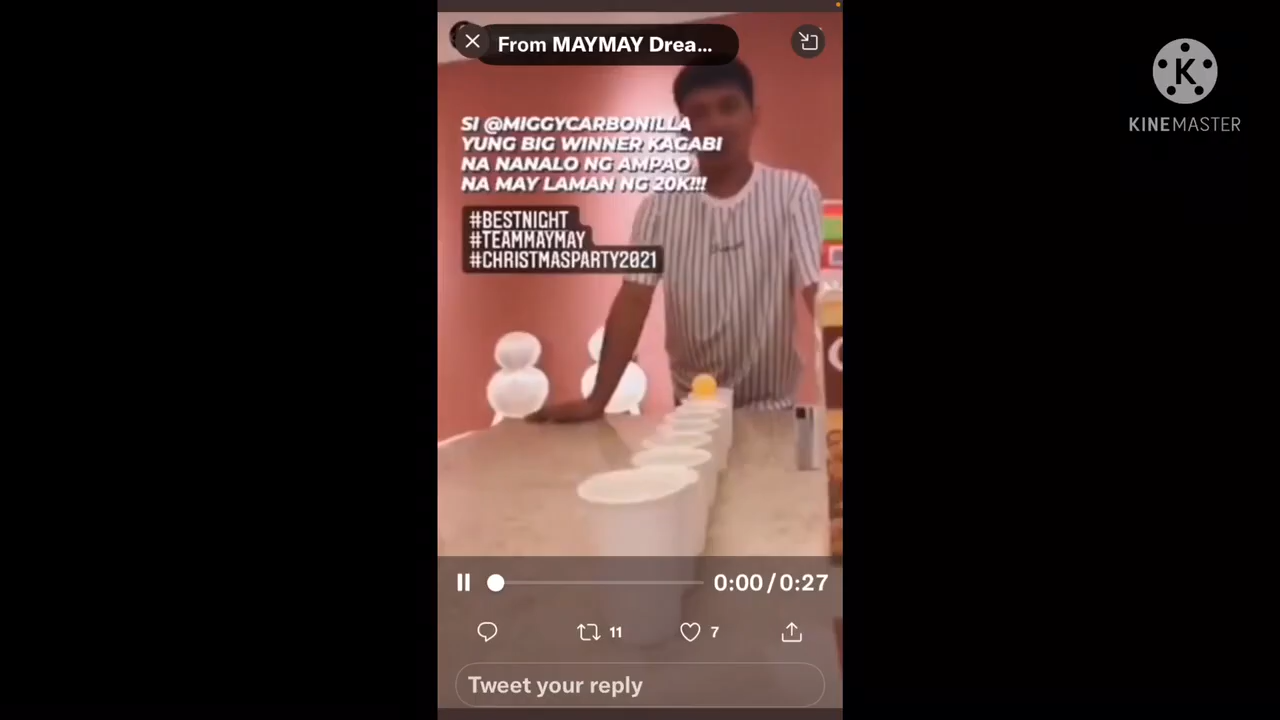 From MAYMAY Drea...
SI @MIGGYCARBONILLA
YUNG BIG WINNER KAGABI
NA NANALO NG AMPAO
NA MAY LAMAN NG 20K!!!
#BESTNIGHT
#TEAMMAYMAY
#CHRISTMASPARTY2021
K
KINEMASTER
0:00/0:27
11
7
Tweet your reply